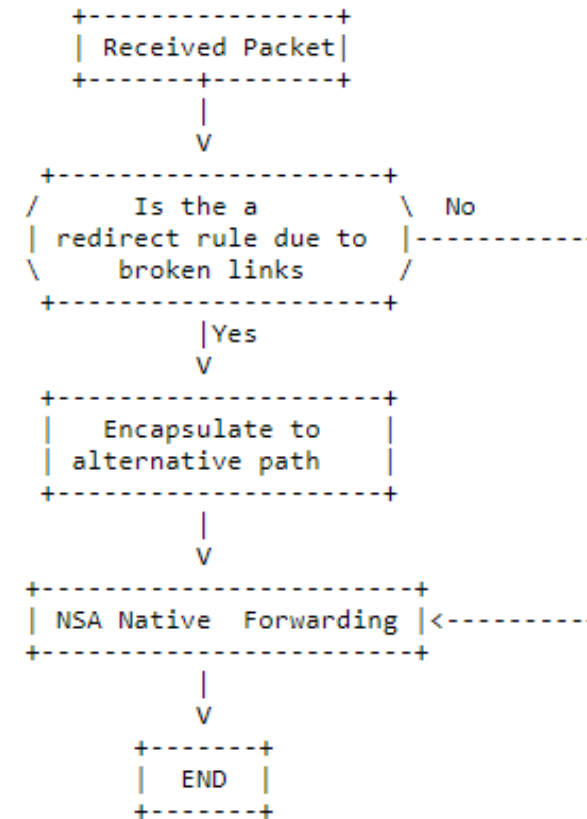 Received Packet
Is the a
No
redirect rule due to
broken links
Yes
Encapsulate to
alternative path
NSA Native  Forwarding
END